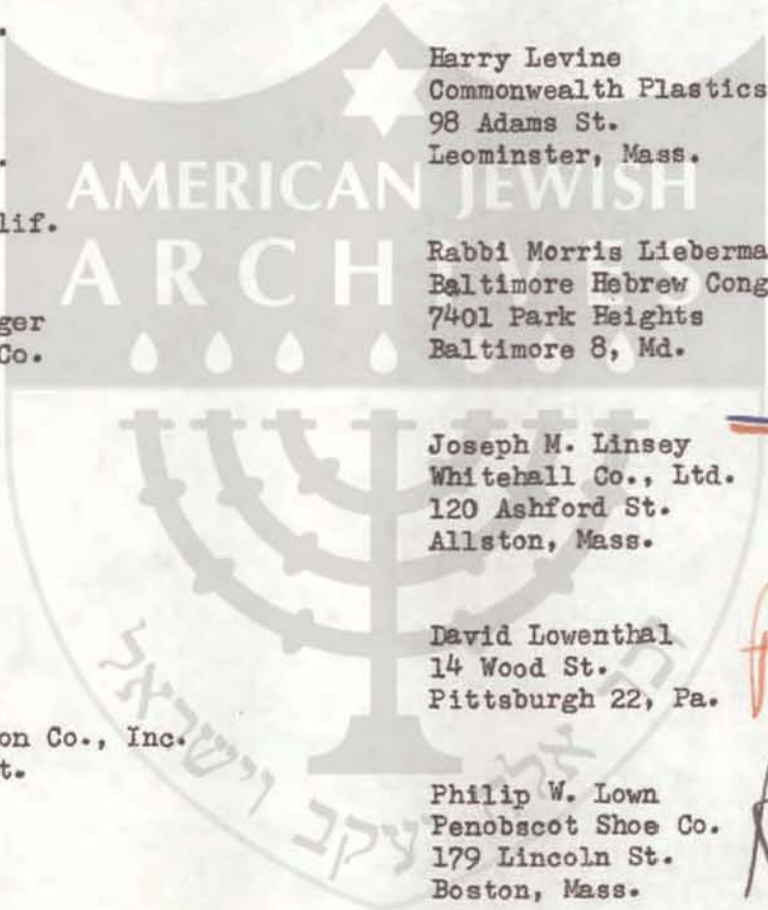 lif.
ger
Co.
on Co., Inc.
t.
Harry Levine
Commonwealth Plastics
98 Adams St.
Leominster, Mass.
Rabbi Morris Lieberma
Baltimore Hebrew Cong
7401 Park Heights
Baltimore 8, Md.
Joseph M. Linsey
Whitehall Co., Ltd.
120 Ashford St.
Allston, Mass.
David Lowenthal
14 Wood St.
Pittsburgh 22, Pa.
Philip W. Lown
Penobscot Shoe Co.
179 Lincoln St.
Boston, Mass.
AMERICAN JEWISH
ARCHIVES
יעקב וישראל